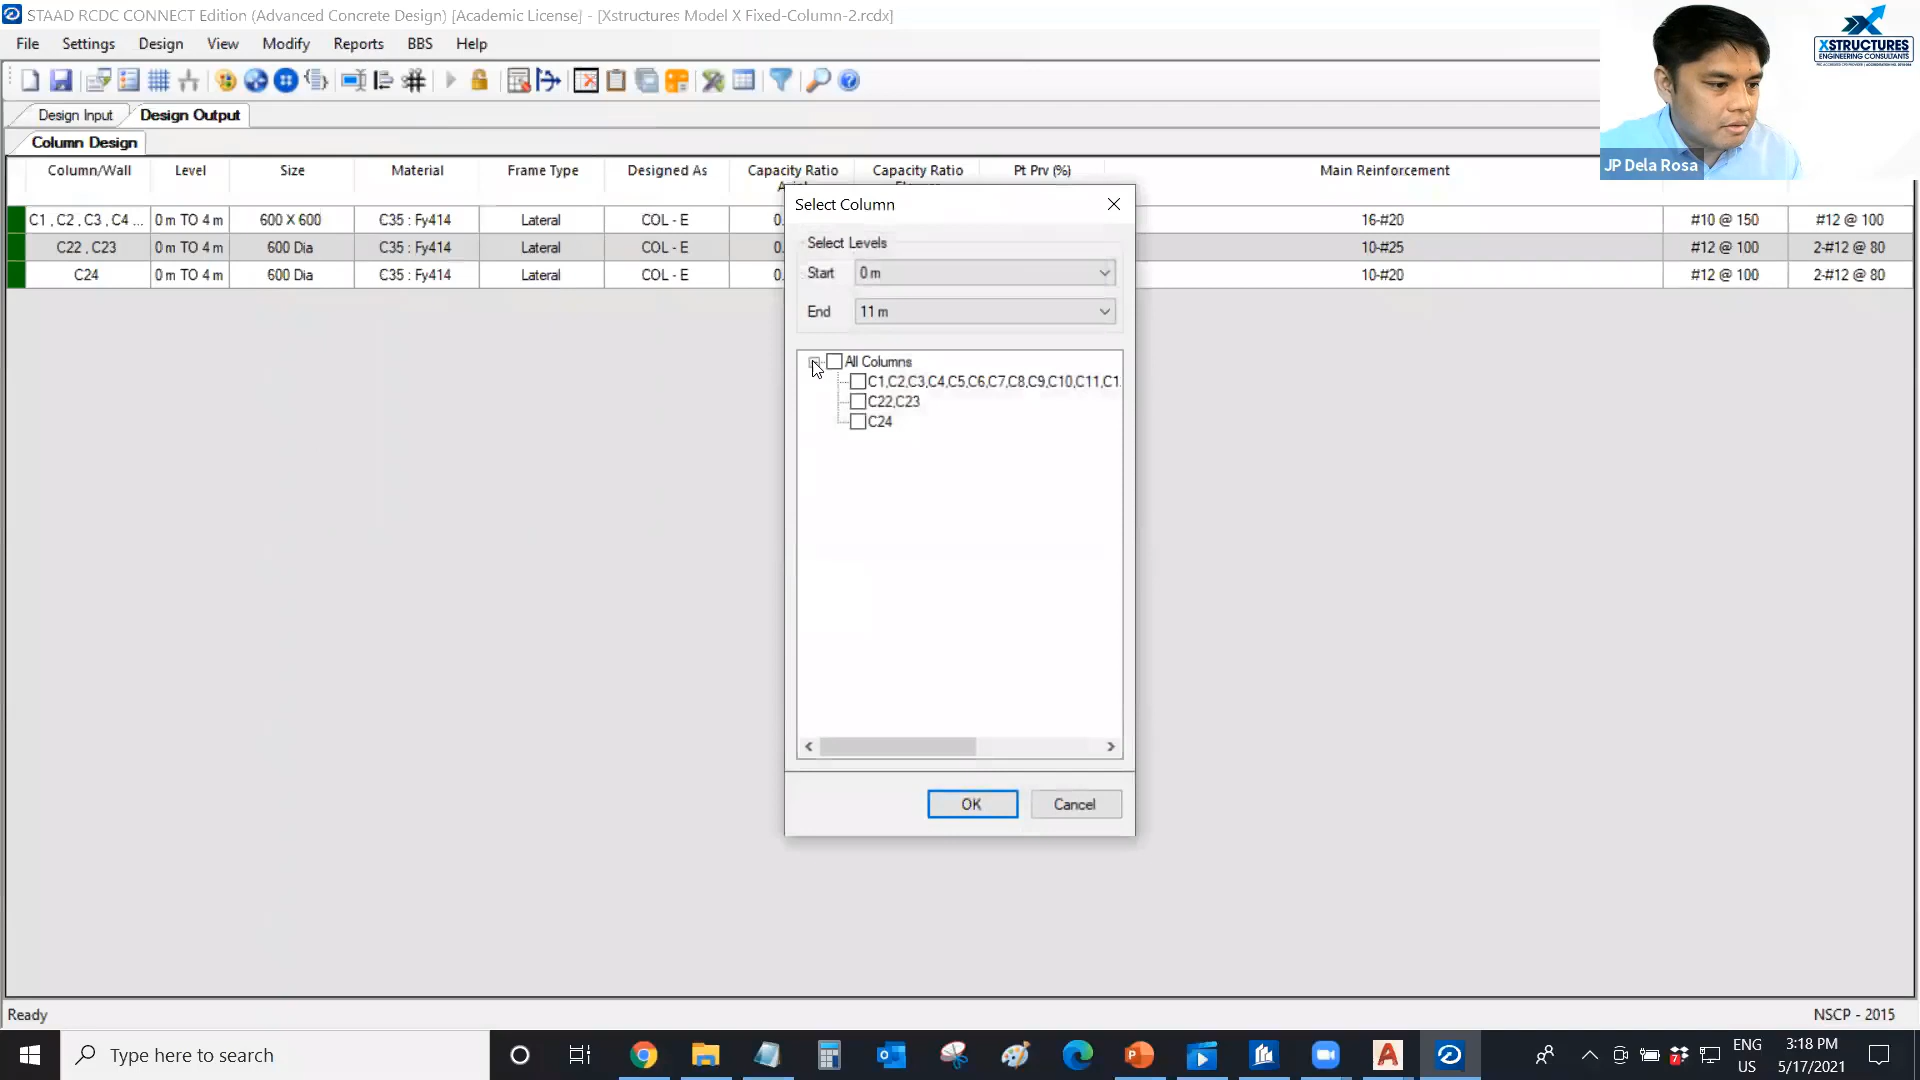 STAAD RCDC CONNECT Edition (Advanced Concrete Design) [Academic License] - [Xstructures Model X Fixed-Column-2.rcdx]
XSTRUCTURES
ENGINEERING CONSULTANTS
File Settings Design View Modify Reports BBS Help
Design Input Design Output
JP Dela Rosa
Column Design
Column/Wall Level Size Material Frame Type Designed As Capacity Ratio Capacity Ratio Pt Prv (%) Main Reinforcement
C1 , C2 , C3 , C4 ... 0 m TO 4 m 600 X 600 C35 : Fy414 Lateral COL - E 0. 16-#20 #10 @ 150 #12 @ 100
C22 , C23 0 m TO 4 m 600 Dia C35 : Fy414 Lateral COL - E 0. 10-#25 #12 @ 100 2-#12 @ 80
C24 0 m TO 4 m 600 Dia C35 : Fy414 Lateral COL - E 0. 10-#20 #12 @ 100 2-#12 @ 80
Select Column
Select Levels
Start 0 m
End 11 m
All Columns
C1,C2,C3,C4,C5,C6,C7,C8,C9,C10,C11,C1
C22,C23
C24
OK Cancel
Ready NSCP - 2015
Type here to search
7
ENG
US
3:18 PM
5/17/2021